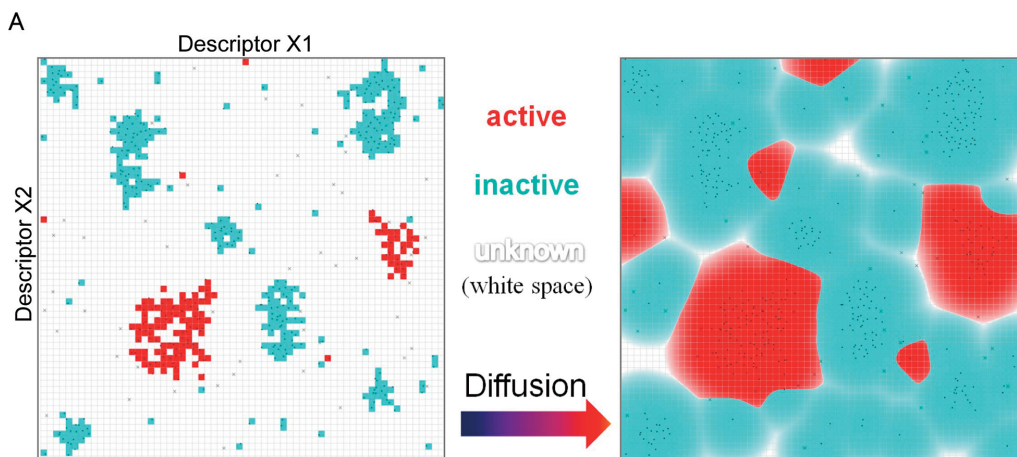 A
Descriptor X1
Descriptor X2
active
inactive
unknown
(white space)
Diffusion